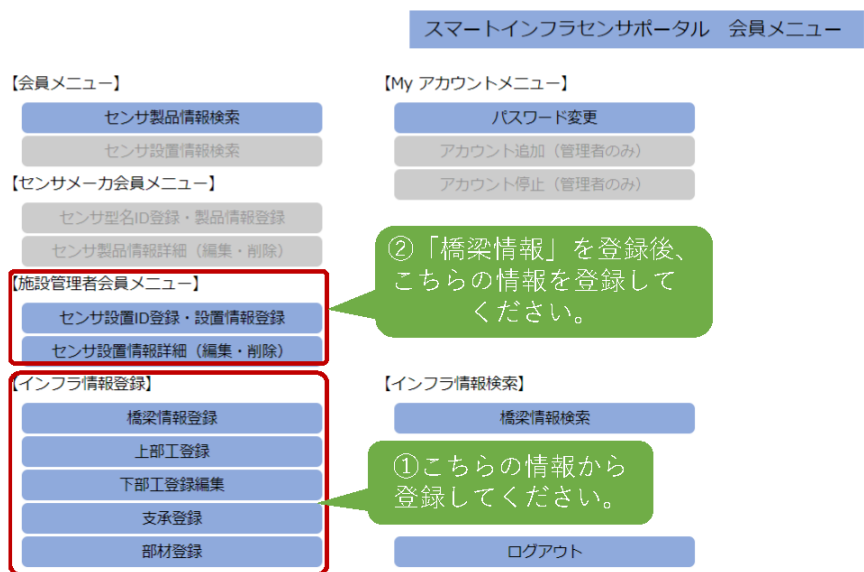 スマートインフラセンサポータル　会員メニュー
【会員メニュー】
センサ製品情報検索
センサ設置情報検索
【センサメーカ会員メニュー】
センサ型名ID登録・製品情報登録
センサ製品情報詳細（編集・削除）
【施設管理者会員メニュー】
センサ設置ID登録・設置情報登録
センサ設置情報詳細（編集・削除）
【インフラ情報登録】
橋梁情報登録
上部工登録
下部工登録編集
支承登録
部材登録
【My アカウントメニュー】
パスワード変更
アカウント追加（管理者のみ）
アカウント停止（管理者のみ）
②「橋梁情報」を登録後、
こちらの情報を登録して
ください。
【インフラ情報検索】
橋梁情報検索
①こちらの情報から
登録してください。
ログアウト